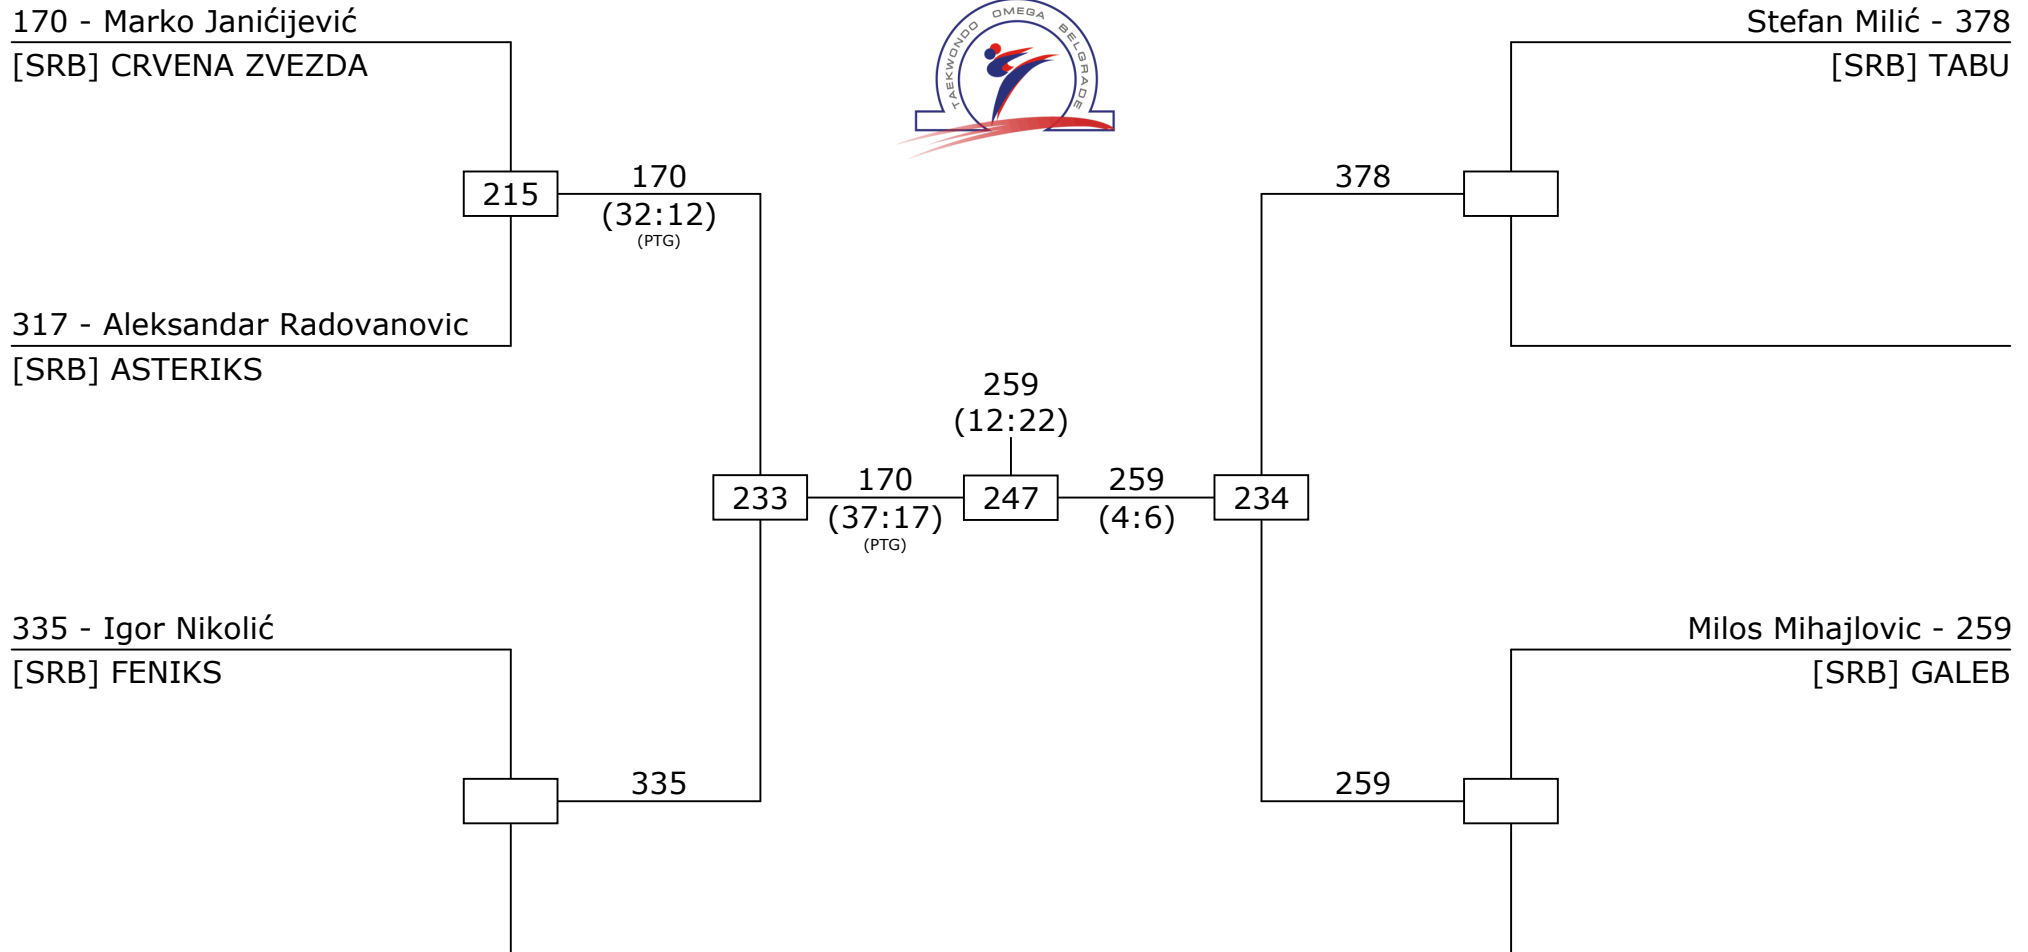 170 - Marko Janićijević
[SRB] CRVENA ZVEZDA
TAEKWONDO OMEGA BELGRADE
Stefan Milić - 378
[SRB] TABU
215
170
(32:12)
(PTG)
378
317 - Aleksandar Radovanovic
[SRB] ASTERIKS
259
(12:22)
233
170
(37:17)
(PTG)
247
259
(4:6)
234
335 - Igor Nikolić
[SRB] FENIKS
Milos Mihajlovic - 259
[SRB] GALEB
335
259